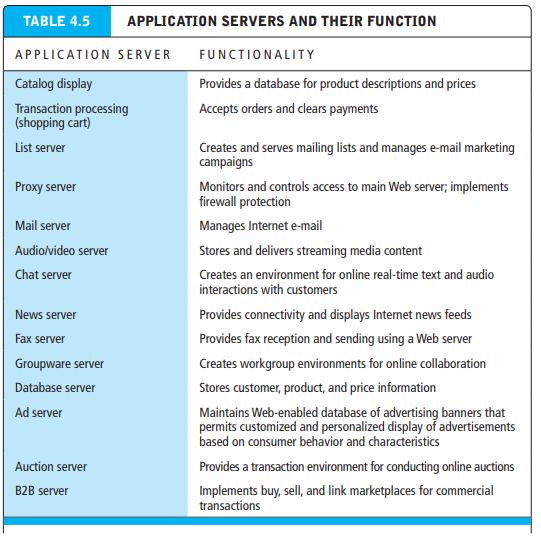 TABLE 4.5 APPLICATION SERVERS AND THEIR FUNCTION
APPLICATION SERVER FUNCTIONALITY
Catalog display Provides a database for product descriptions and prices
Transaction processing Accepts orders and clears payments
(shopping cart)
List server Creates and serves mailing lists and manages e-mail marketing
campaigns
Proxy server Monitors and controls access to main Web server; implements
firewall protection
Mail server Manages Internet e-mail
Audio/video server Stores and delivers streaming media content
Chat server Creates an environment for online real-time text and audio
interactions with customers
News server Provides connectivity and displays Internet news feeds
Fax server Provides fax reception and sending using a Web server
Groupware server Creates workgroup environments for online collaboration
Database server Stores customer, product, and price information
Ad server Maintains Web-enabled database of advertising banners that
permits customized and personalized display of advertisements
based on consumer behavior and characteristics
Auction server Provides a transaction environment for conducting online auctions
B2B server Implements buy, sell, and link marketplaces for commercial
transactions